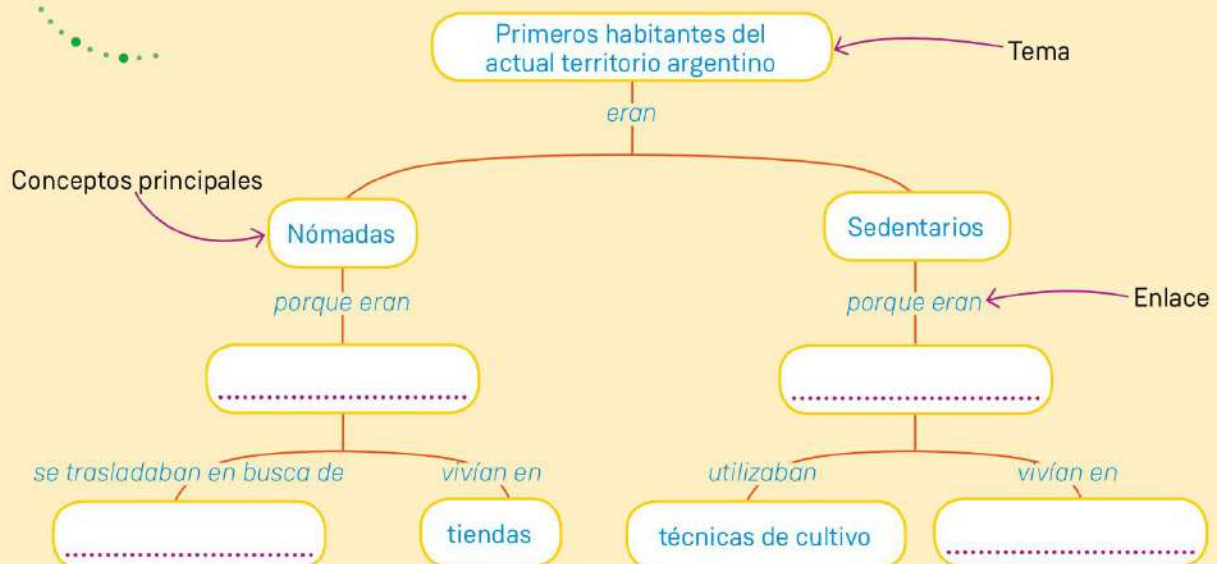 Primeros habitantes del
actual territorio argentino
Tema
eran
Conceptos principales
Nómadas
Sedentarios
porque eran
porque eran
Enlace
se trasladaban en busca de
vivían en
utilizaban
vivían en
tiendas
técnicas de cultivo